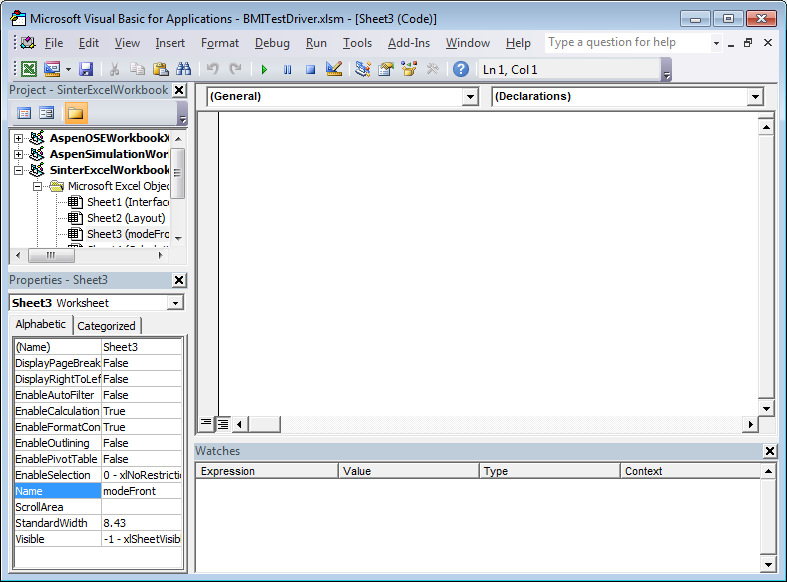 Microsoft Visual Basic for Applications - BMITestDriver.xlsm - [Sheet3 (Code)]
File Edit View Insert Format Debug Run Tools Add-Ins Window Help Type a question for help
Ln 1, Col 1
Project - SinterExcelWorkbook
(General) (Declarations)
AspenOSEWorkbookX
AspenSimulationWor
SinterExcelWorkbook
Microsoft Excel Objec
Sheet1 (Interface
Sheet2 (Layout)
Sheet3 (modeFro
Properties - Sheet3
Sheet3 Worksheet
Alphabetic Categorized
(Name) Sheet3
DisplayPageBreak False
DisplayRightToLef False
EnableAutoFilter False
EnableCalculation True
EnableFormatCon True
EnableOutlining False
EnablePivotTable False
EnableSelection 0 - xlNoRestrictio
Name modeFront
ScrollArea
StandardWidth 8.43
Visible -1 - xlSheetVisibl
Watches
Expression Value Type Context